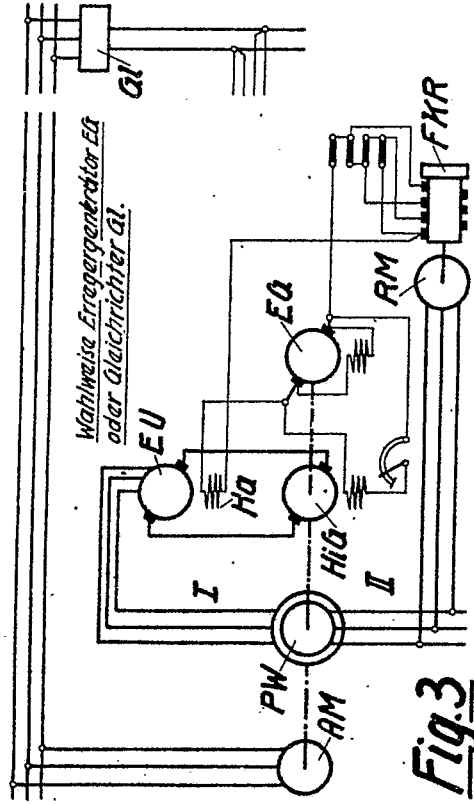 Gl
Wahlweise Erregergenerator EG
oder Gleichrichter Gl.
EU
Ha
EG
FKR
RM
I
HiG
II
PW
AM
Fig.3